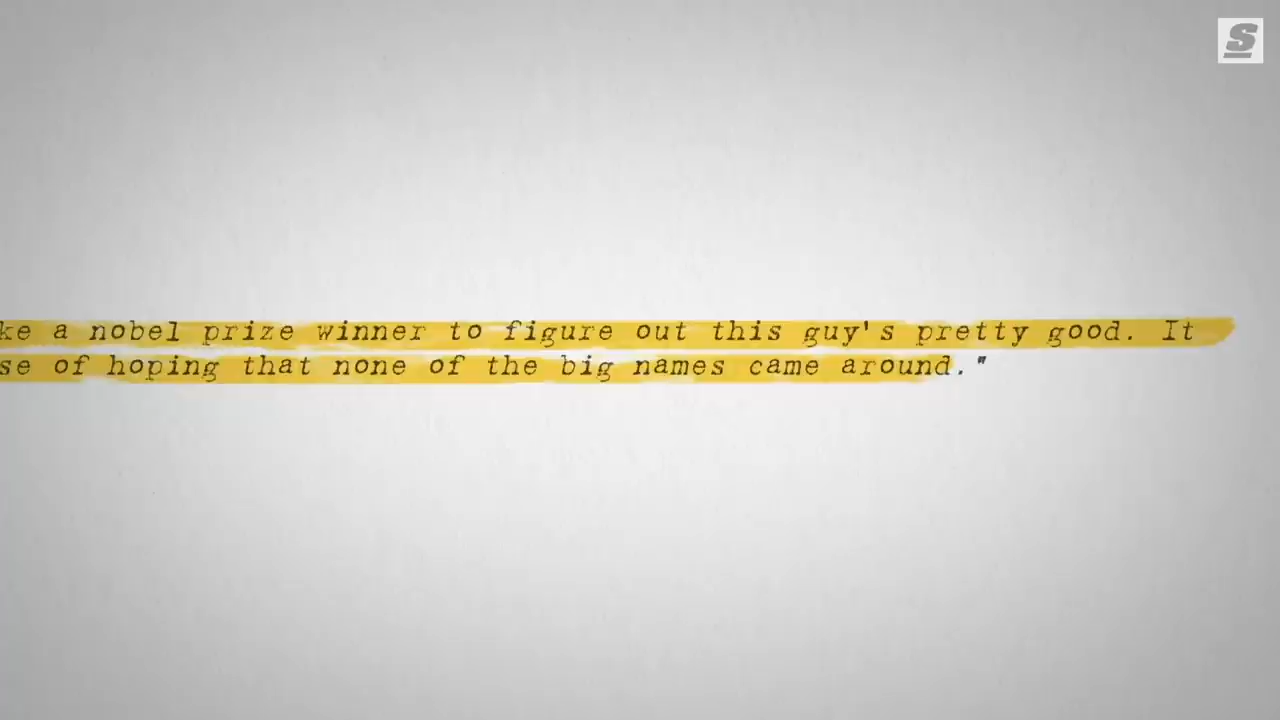 ke a nobel prize winner to figure out this guy's pretty good. It
se of hoping that none of the big names came around."
S